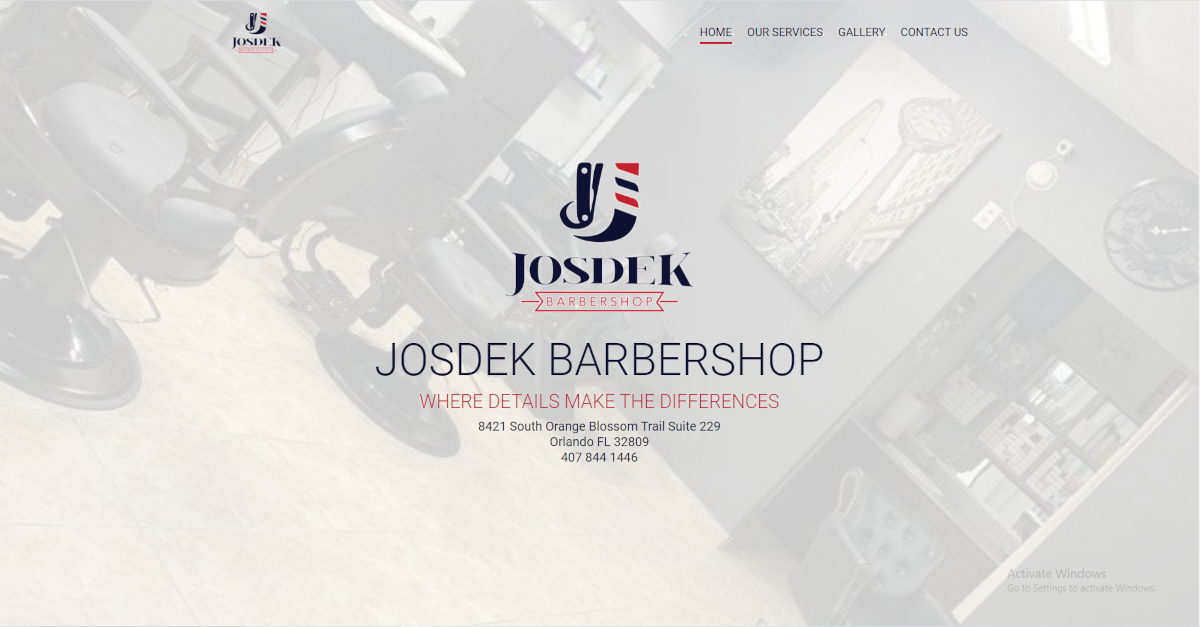 JOSDEK
BARBERSHOP
HOME
OUR SERVICES
GALLERY
CONTACT US
JOSDEK
BARBERSHOP
JOSDEK BARBERSHOP
WHERE DETAILS MAKE THE DIFFERENCES
8421 South Orange Blossom Trail Suite 229
Orlando FL 32809
407 844 1446
Activate Windows
Go to Settings to activate Windows.